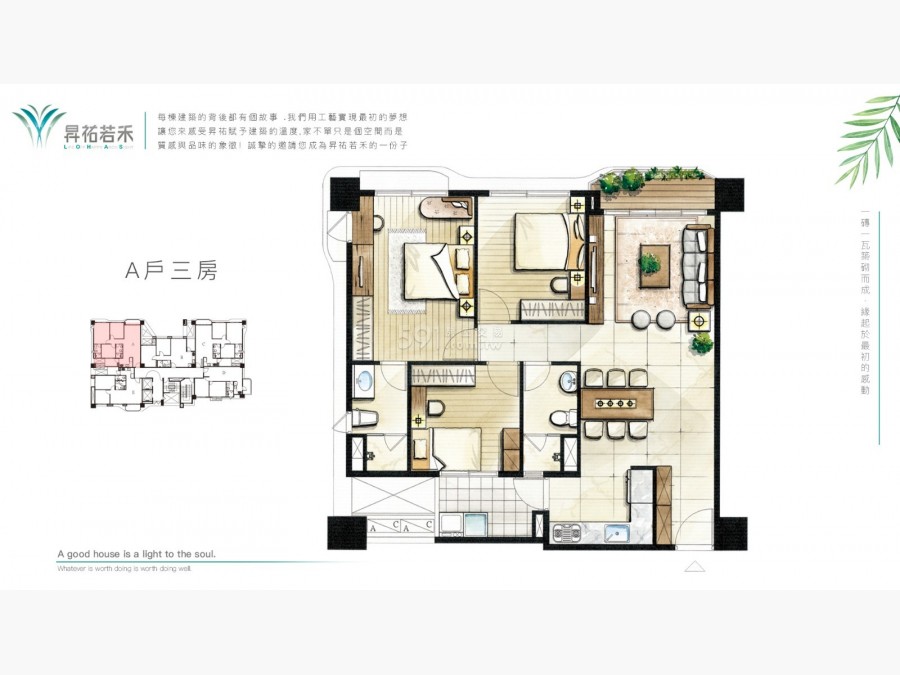 昇祐若禾
每棟建築的背後都有個故事，我們用工藝實現最初的夢想
讓您來感受昇祐賦予建築的溫度,家不單只是個空間而是
質感與品味的象徵! 誠摯的邀請您成為昇祐若禾的一份子
A戶三房
一磚一瓦築砌而成，緣起於最初的感動
A C A C
A good house is a light to the soul.
Whatever is worth doing is worth doing well.